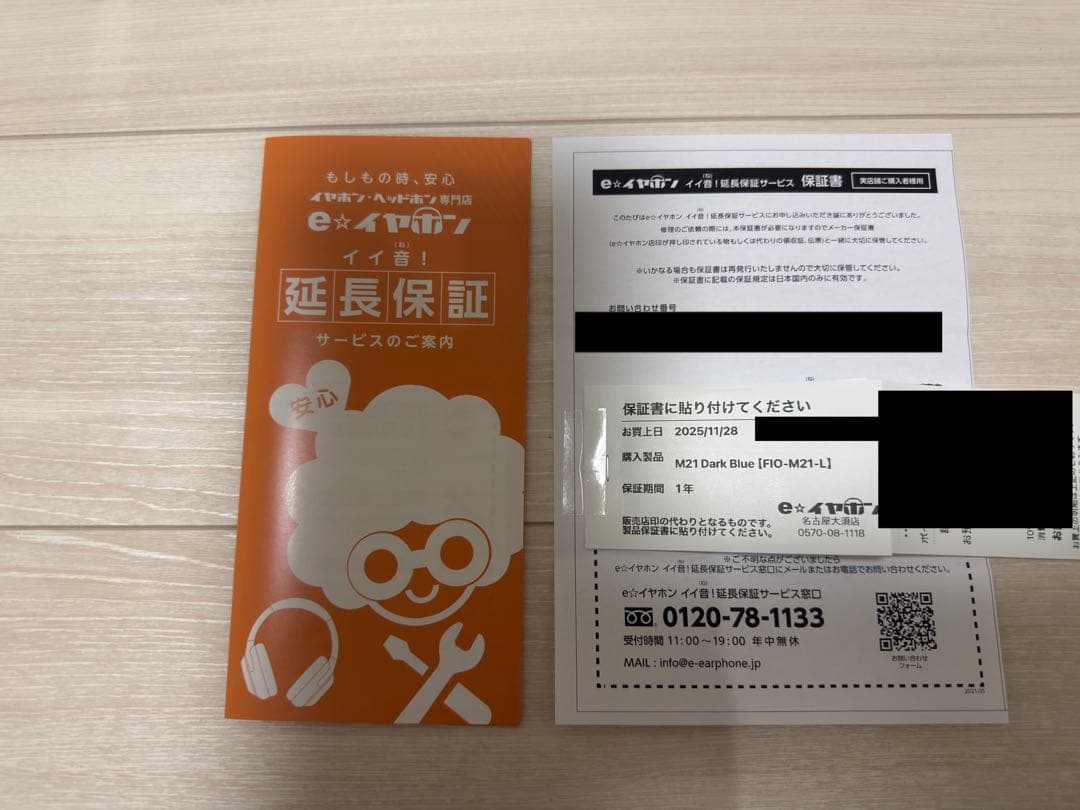 もしもの時、安心
イヤホン・ヘッドホン専門店
e☆イヤホン
イイ音(ね)!
延長保証
サービスのご案内
安心
e☆イヤホン イイ音(ね)!延長保証サービス 保証書 実店舗ご購入者様用
このたびはe☆イヤホン イイ音(ね)!延長保証サービスにお申し込みいただき誠にありがとうございました。
修理のご依頼の際には、本保証書が必要になりますのでメーカー保証書
(e☆イヤホン店印が押し印されている物もしくは代わりの領収証、伝票)と一緒に大切に保管してください。
※いかなる場合も保証書は再発行いたしませんので大切に保管してください。
※保証書に記載の保証規定は日本国内のみに有効です。
お問い合わせ番号
保証書に貼り付けてください
お買上日 2025/11/28
購入製品 M21 Dark Blue【FIO-M21-L】
保証期間 1年
e☆イヤホン
名古屋大須店
0570-08-1118
販売店印の代わりとなるものです。
製品保証書に貼り付けてください。
※ご不明な点がございましたら
e☆イヤホン イイ音(ね)!延長保証サービス窓口にメールまたはお電話でお問い合わせください。
e☆イヤホン イイ音(ね)!延長保証サービス窓口
0120-78-1133
受付時間 11:00~19:00 年中無休
MAIL : info@e-earphone.jp
お問い合わせ
フォーム
2021.05